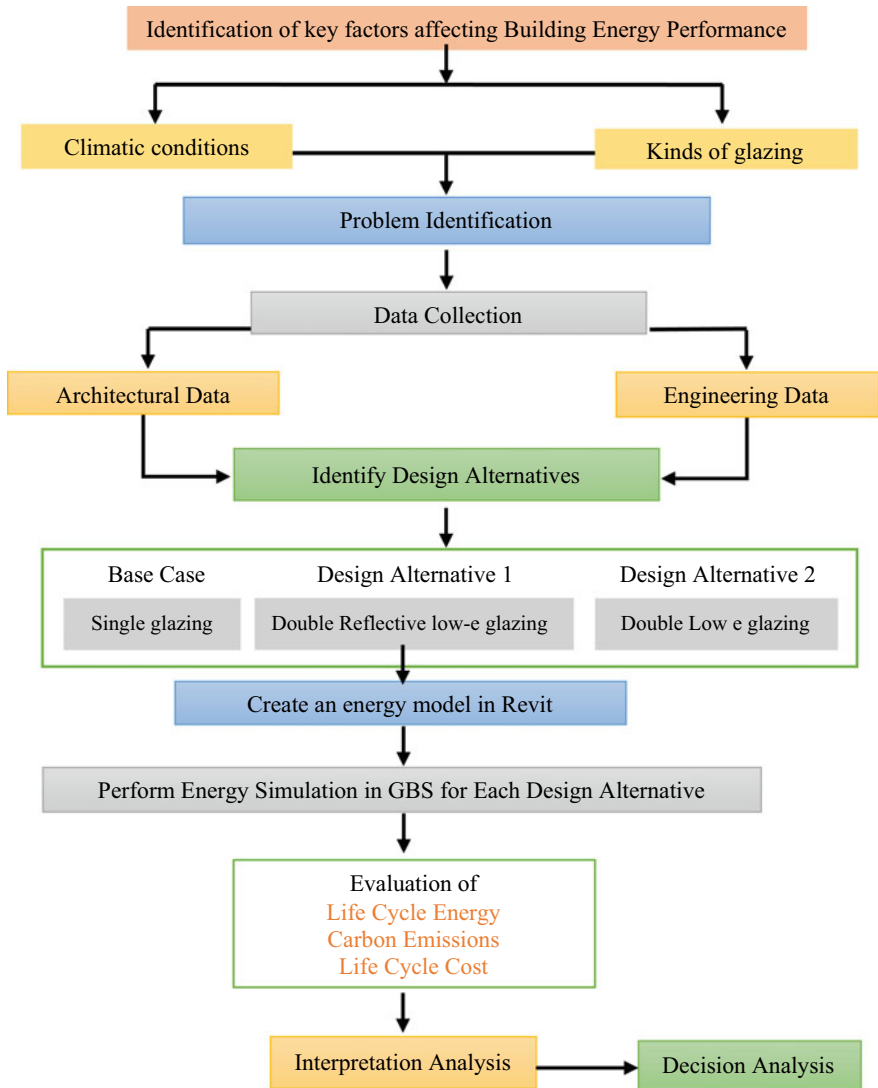 Identification of key factors affecting Building Energy Performance
Climatic conditions
Kinds of glazing
Problem Identification
Data Collection
Architectural Data
Engineering Data
Identify Design Alternatives
Base Case
Design Alternative 1
Design Alternative 2
Single glazing
Double Reflective low-e glazing
Double Low e glazing
Create an energy model in Revit
Perform Energy Simulation in GBS for Each Design Alternative
Evaluation of
Life Cycle Energy
Carbon Emissions
Life Cycle Cost
Interpretation Analysis
Decision Analysis